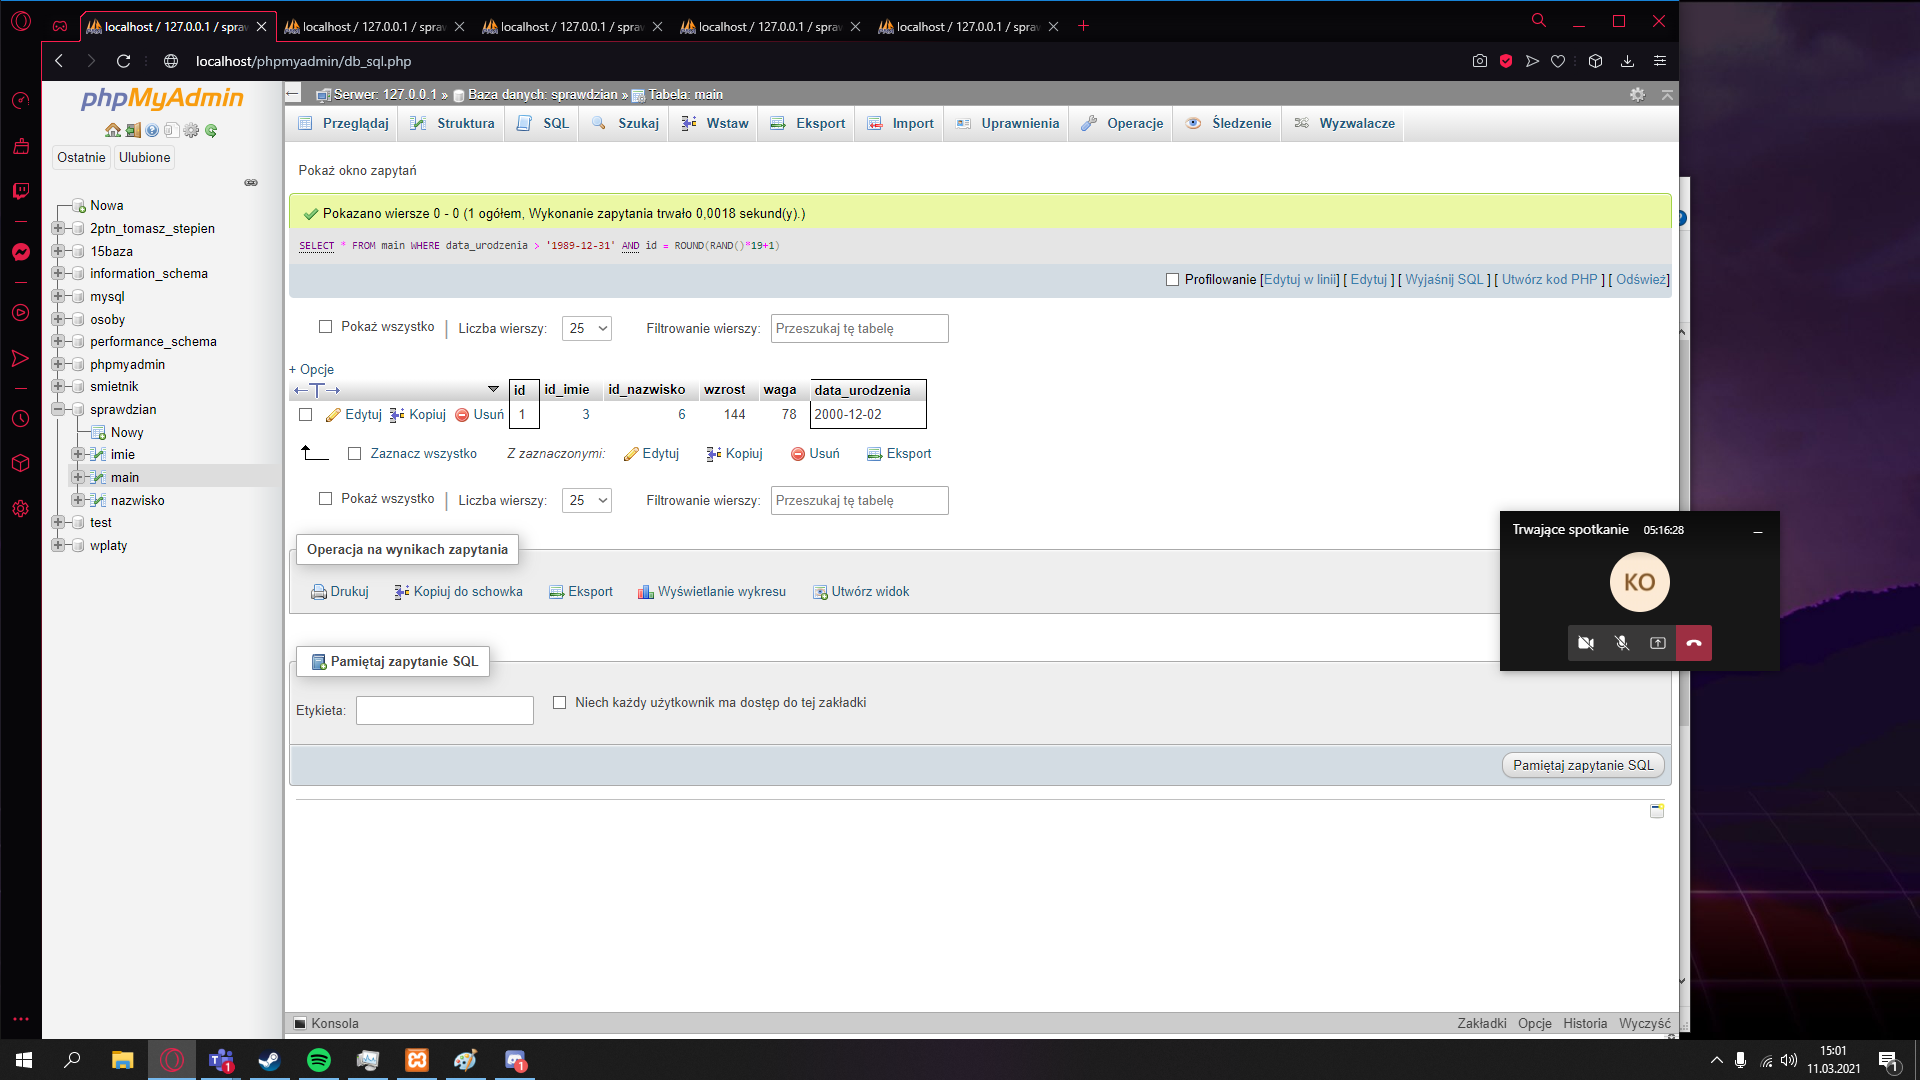 localhost / 127.0.0.1 / spraw
localhost / 127.0.0.1 / spraw
localhost / 127.0.0.1 / spraw
localhost / 127.0.0.1 / spraw
localhost / 127.0.0.1 / spraw
localhost/phpmyadmin/db_sql.php
phpMyAdmin
Ostatnie Ulubione
Nowa
2ptn_tomasz_stepien
15baza
information_schema
mysql
osoby
performance_schema
phpmyadmin
smietnik
sprawdzian
Nowy
imie
main
nazwisko
test
wplaty
Serwer: 127.0.0.1 » Baza danych: sprawdzian » Tabela: main
Przeglądaj Struktura SQL Szukaj Wstaw Eksport Import Uprawnienia Operacje Śledzenie Wyzwalacze
Pokaż okno zapytań
Pokazano wiersze 0 - 0 (1 ogółem, Wykonanie zapytania trwało 0,0018 sekund(y).)
SELECT * FROM main WHERE data_urodzenia > '1989-12-31' AND id = ROUND(RAND()*19+1)
Profilowanie [Edytuj w linii] [ Edytuj ] [ Wyjaśnij SQL ] [ Utwórz kod PHP ] [ Odśwież]
Pokaż wszystko | Liczba wierszy: 25 Filtrowanie wierszy: Przeszukaj tę tabelę
+ Opcje
←T→ id id_imie id_nazwisko wzrost waga data_urodzenia
Edytuj Kopiuj Usuń 1 3 6 144 78 2000-12-02
Zaznacz wszystko Z zaznaczonymi: Edytuj Kopiuj Usuń Eksport
Pokaż wszystko | Liczba wierszy: 25 Filtrowanie wierszy: Przeszukaj tę tabelę
Operacja na wynikach zapytania
Drukuj Kopiuj do schowka Eksport Wyświetlanie wykresu Utwórz widok
Pamiętaj zapytanie SQL
Etykieta: Niech każdy użytkownik ma dostęp do tej zakładki
Pamiętaj zapytanie SQL
Konsola Zakładki Opcje Historia Wyczyść
Trwające spotkanie 05:16:28
KO
15:01
11.03.2021
1
1
1